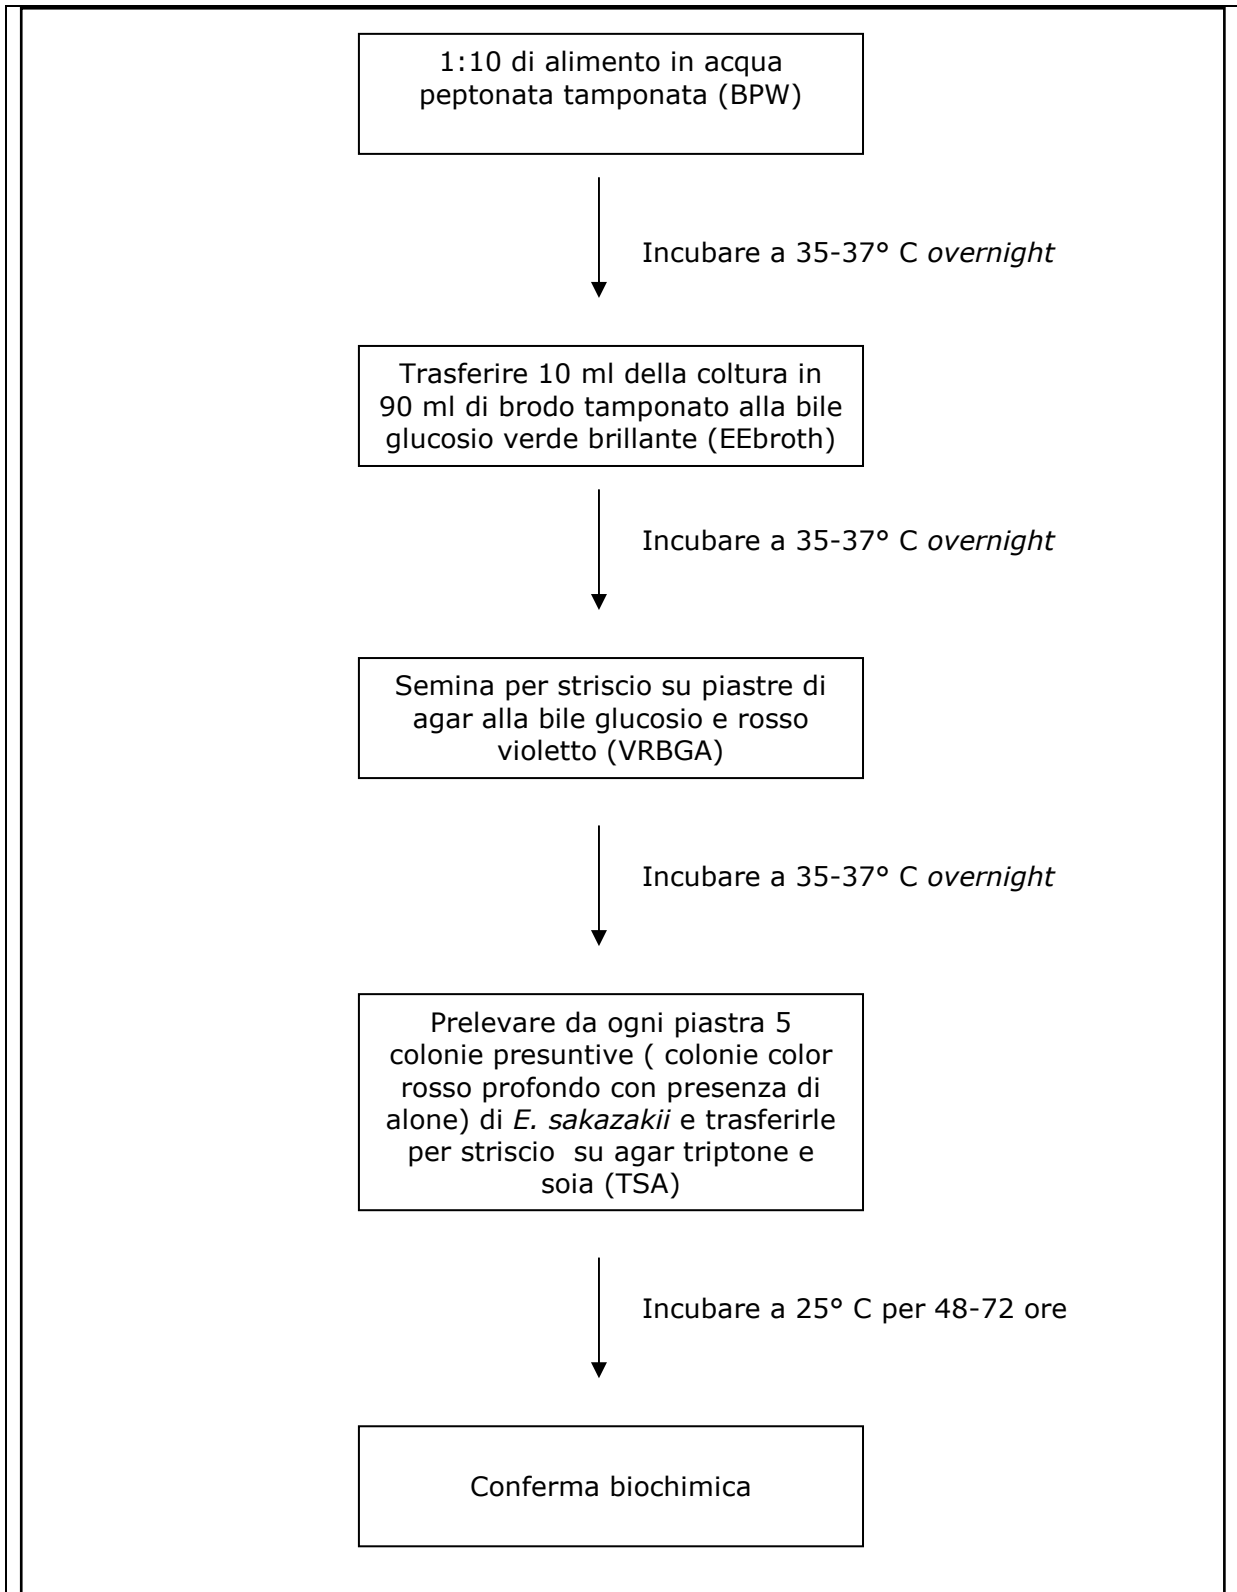 1:10 di alimento in acqua
peptonata tamponata (BPW)
Incubare a 35-37° C overnight
Trasferire 10 ml della coltura in
90 ml di brodo tamponato alla bile
glucosio verde brillante (EEbroth)
Incubare a 35-37° C overnight
Semina per striscio su piastre di
agar alla bile glucosio e rosso
violetto (VRBGA)
Incubare a 35-37° C overnight
Prelevare da ogni piastra 5
colonie presuntive ( colonie color
rosso profondo con presenza di
alone) di E. sakazakii e trasferirle
per striscio su agar triptone e
soia (TSA)
Incubare a 25° C per 48-72 ore
Conferma biochimica